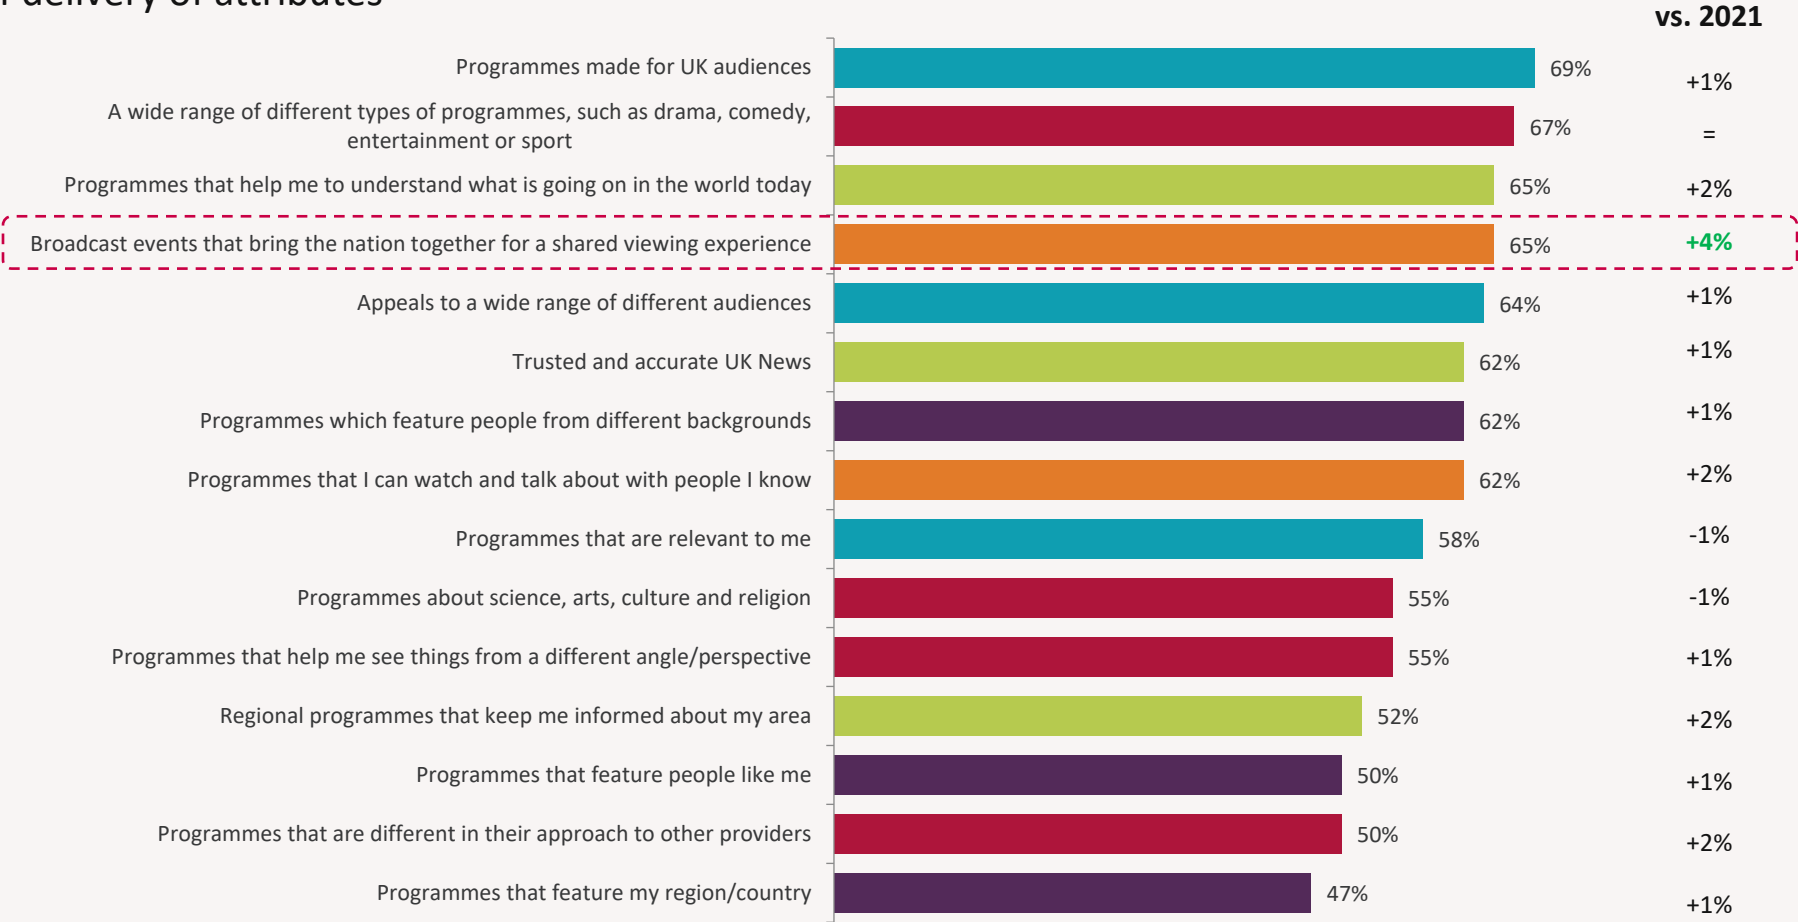 delivery of attributes
vs. 2021
Programmes made for UK audiences 69% +1%
A wide range of different types of programmes, such as drama, comedy,
entertainment or sport 67% =
Programmes that help me to understand what is going on in the world today 65% +2%
Broadcast events that bring the nation together for a shared viewing experience 65% +4%
Appeals to a wide range of different audiences 64% +1%
Trusted and accurate UK News 62% +1%
Programmes which feature people from different backgrounds 62% +1%
Programmes that I can watch and talk about with people I know 62% +2%
Programmes that are relevant to me 58% -1%
Programmes about science, arts, culture and religion 55% -1%
Programmes that help me see things from a different angle/perspective 55% +1%
Regional programmes that keep me informed about my area 52% +2%
Programmes that feature people like me 50% +1%
Programmes that are different in their approach to other providers 50% +2%
Programmes that feature my region/country 47% +1%